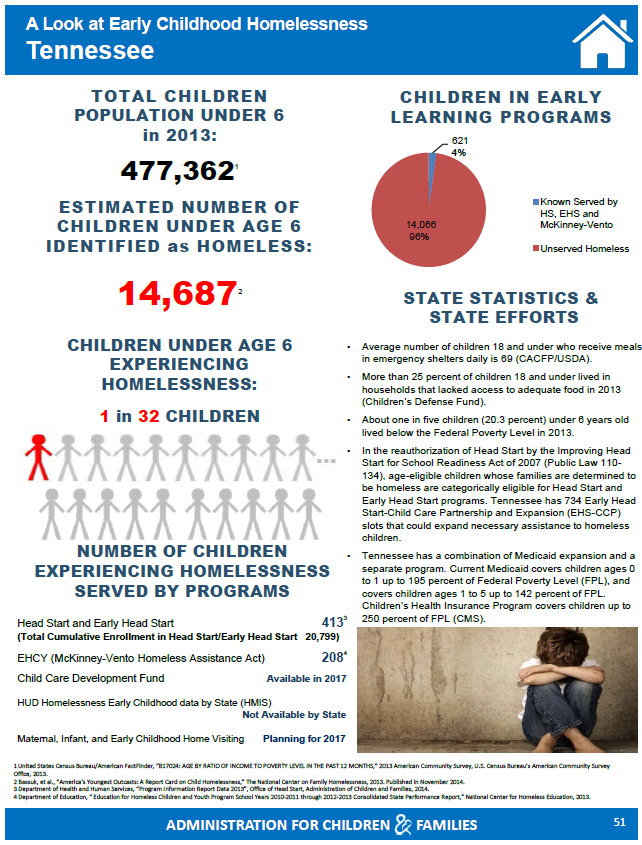 A Look at Early Childhood Homelessness
Tennessee
TOTAL CHILDREN
POPULATION UNDER 6
in 2013:
477,362¹
ESTIMATED NUMBER OF
CHILDREN UNDER AGE 6
IDENTIFIED as HOMELESS:
14,687²
CHILDREN UNDER AGE 6
EXPERIENCING
HOMELESSNESS:
1 in 32 CHILDREN
...
NUMBER OF CHILDREN
EXPERIENCING HOMELESSNESS
SERVED BY PROGRAMS
Head Start and Early Head Start 413³
(Total Cumulative Enrollment in Head Start/Early Head Start 20,799)
EHCY (McKinney-Vento Homeless Assistance Act) 208⁴
Child Care Development Fund Available in 2017
HUD Homelessness Early Childhood data by State (HMIS)
Not Available by State
Maternal, Infant, and Early Childhood Home Visiting Planning for 2017
CHILDREN IN EARLY
LEARNING PROGRAMS
621
4%
14,066
96%
Known Served by
HS, EHS and
McKinney-Vento
Unserved Homeless
STATE STATISTICS &
STATE EFFORTS
• Average number of children 18 and under who receive meals
in emergency shelters daily is 69 (CACFP/USDA).
• More than 25 percent of children 18 and under lived in
households that lacked access to adequate food in 2013
(Children's Defense Fund).
• About one in five children (20.3 percent) under 6 years old
lived below the Federal Poverty Level in 2013.
• In the reauthorization of Head Start by the Improving Head
Start for School Readiness Act of 2007 (Public Law 110-
134), age-eligible children whose families are determined to
be homeless are categorically eligible for Head Start and
Early Head Start programs. Tennessee has 734 Early Head
Start-Child Care Partnership and Expansion (EHS-CCP)
slots that could expand necessary assistance to homeless
children.
• Tennessee has a combination of Medicaid expansion and a
separate program. Current Medicaid covers children ages 0
to 1 up to 195 percent of Federal Poverty Level (FPL), and
covers children ages 1 to 5 up to 142 percent of FPL.
Children's Health Insurance Program covers children up to
250 percent of FPL (CMS).
1 United States Census Bureau/American FactFinder, "B17024: AGE BY RATIO OF INCOME TO POVERTY LEVEL IN THE PAST 12 MONTHS," 2013 American Community Survey, U.S. Census Bureau's American Community Survey
Office, 2013.
2 Bassuk, et al., "America's Youngest Outcasts: A Report Card on Child Homelessness," The National Center on Family Homelessness, 2013. Published in November 2014.
3 Department of Health and Human Services, "Program Information Report Data 2013", Office of Head Start, Administration of Children and Families, 2014.
4 Department of Education, " Education for Homeless Children and Youth Program School Years 2010-2011 through 2012-2013 Consolidated State Performance Report," National Center for Homeless Education, 2013.
ADMINISTRATION FOR CHILDREN & FAMILIES
51